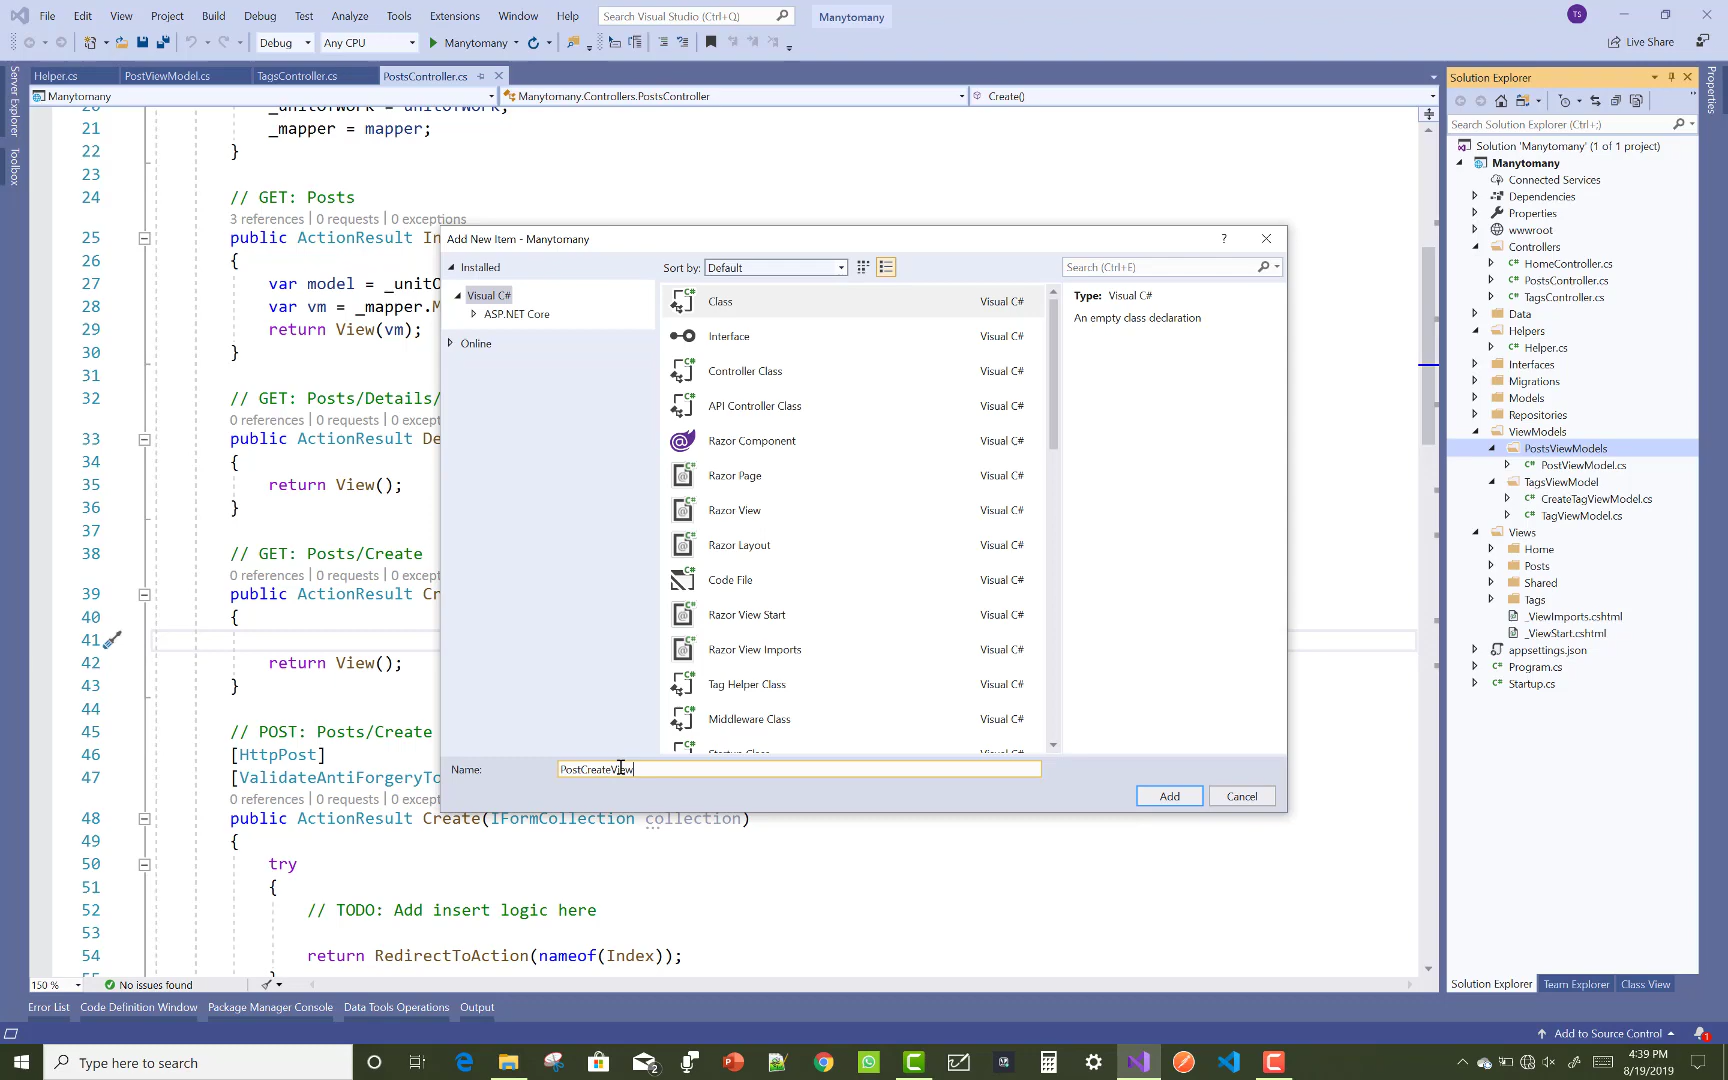 File Edit View Project Build Debug Test Analyze Tools Extensions Window Help Search Visual Studio (Ctrl+Q) Manytomany TS
Debug Any CPU Manytomany Live Share
Helper.cs PostViewModel.cs TagsController.cs PostsController.cs
Manytomany Manytomany.Controllers.PostsController Create()
Server Explorer
Toolbox
21 _mapper = mapper;
22 }
23
24 // GET: Posts
3 references | 0 requests | 0 exceptions
25 public ActionResult In
26 {
27 var model = _unitO
28 var vm = _mapper.M
29 return View(vm);
30 }
31
32 // GET: Posts/Details/
0 references | 0 requests | 0 except
33 public ActionResult De
34 {
35 return View();
36 }
37
38 // GET: Posts/Create
0 references | 0 requests | 0 except
39 public ActionResult Cr
40 {
41
42 return View();
43 }
44
45 // POST: Posts/Create
46 [HttpPost]
47 [ValidateAntiForgeryTo
0 references | 0 requests | 0 exceptions
48 public ActionResult Create(IFormCollection collection)
49 {
50 try
51 {
52 // TODO: Add insert logic here
53
54 return RedirectToAction(nameof(Index));
150 % No issues found
Add New Item - Manytomany ?
Installed
Visual C#
ASP.NET Core
Online
Sort by: Default
Search (Ctrl+E)
Class Visual C#
Interface Visual C#
Controller Class Visual C#
API Controller Class Visual C#
Razor Component Visual C#
Razor Page Visual C#
Razor View Visual C#
Razor Layout Visual C#
Code File Visual C#
Razor View Start Visual C#
Razor View Imports Visual C#
Tag Helper Class Visual C#
Middleware Class Visual C#
Type: Visual C#
An empty class declaration
Name: PostCreateView
Add Cancel
Solution Explorer
Search Solution Explorer (Ctrl+;)
Solution 'Manytomany' (1 of 1 project)
Manytomany
Connected Services
Dependencies
Properties
wwwroot
Controllers
C# HomeController.cs
C# PostsController.cs
C# TagsController.cs
Data
Helpers
C# Helper.cs
Interfaces
Migrations
Models
Repositories
ViewModels
PostsViewModels
C# PostViewModel.cs
TagsViewModel
C# CreateTagViewModel.cs
C# TagViewModel.cs
Views
Home
Posts
Shared
Tags
_ViewImports.cshtml
_ViewStart.cshtml
appsettings.json
C# Program.cs
C# Startup.cs
Solution Explorer Team Explorer Class View
Properties
Error List Code Definition Window Package Manager Console Data Tools Operations Output
Add to Source Control 1
Type here to search
2
4:39 PM
8/19/2019